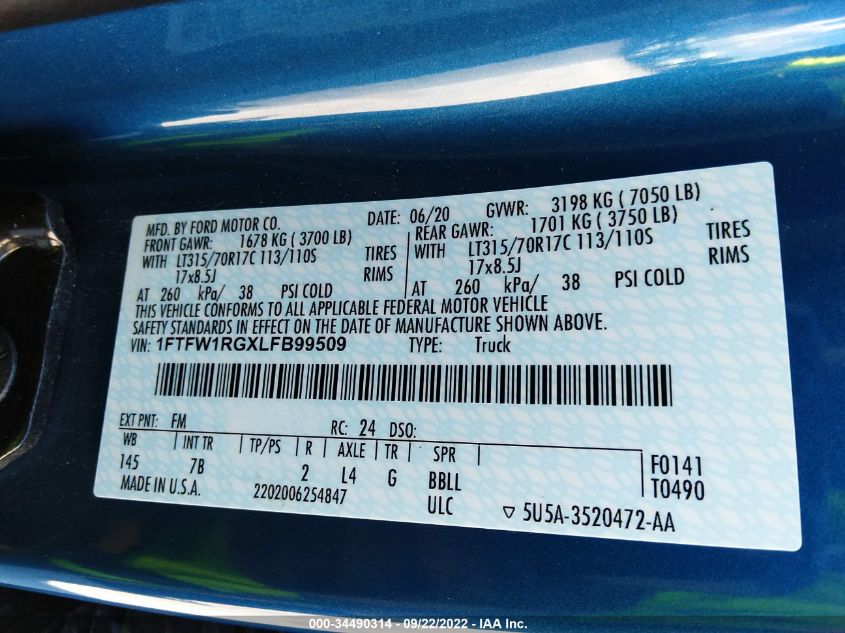 MFD. BY FORD MOTOR CO.
DATE: 06/20 GVWR: 3198 KG ( 7050 LB)
FRONT GAWR: 1678 KG ( 3700 LB)
REAR GAWR: 1701 KG ( 3750 LB)
WITH LT315/70R17C 113/110S TIRES
WITH LT315/70R17C 113/110S TIRES
17x8.5J RIMS
17x8.5J RIMS
AT 260 kPa/ 38 PSI COLD
AT 260 kPa/ 38 PSI COLD
THIS VEHICLE CONFORMS TO ALL APPLICABLE FEDERAL MOTOR VEHICLE
SAFETY STANDARDS IN EFFECT ON THE DATE OF MANUFACTURE SHOWN ABOVE.
VIN: 1FTFW1RGXLFB99509 TYPE: Truck
EXT PNT: FM RC: 24 DSO:
WB INT TR TP/PS R AXLE TR SPR
145 7B 2 L4 G BBLL F0141
MADE IN U.S.A. 2202006254847 ULC T0490
▽ 5U5A-3520472-AA
000-34490314 - 09/22/2022 - IAA Inc.